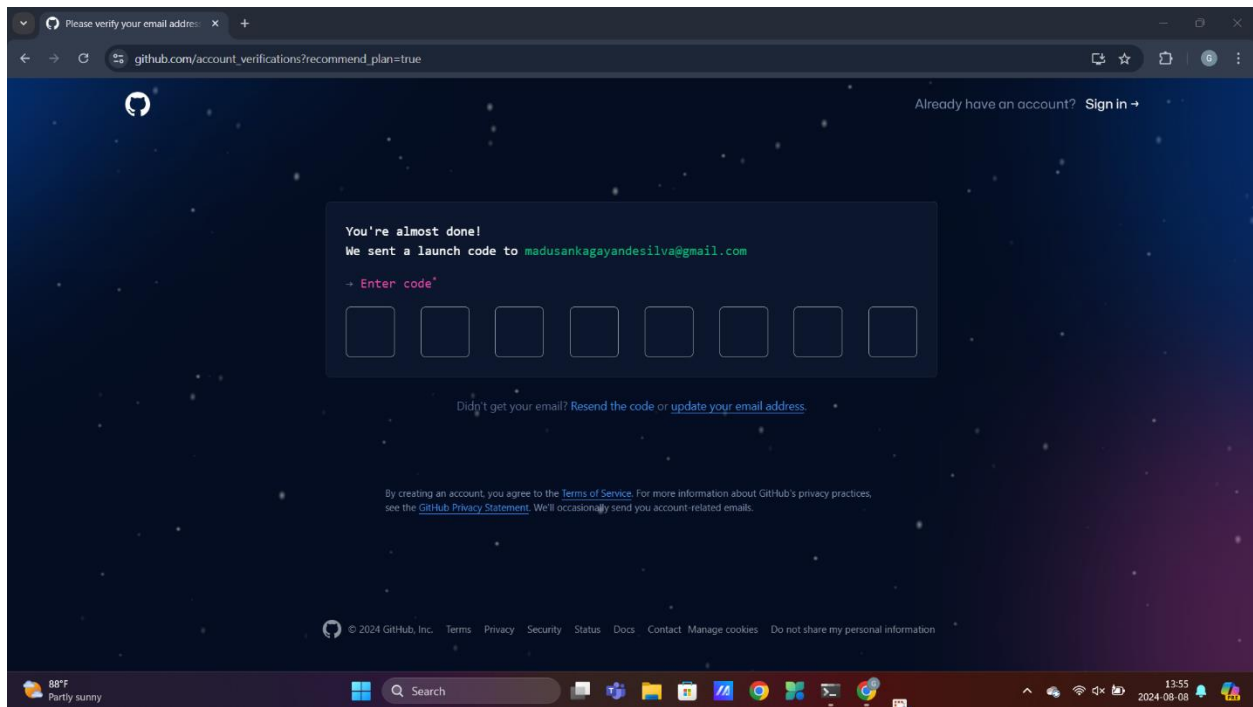 Please verify your email addres
github.com/account_verifications?recommend_plan=true
G
Already have an account? Sign in →
You're almost done!
We sent a launch code to madusankagayandesilva@gmail.com
→ Enter code*
Didn't get your email? Resend the code or update your email address.
By creating an account, you agree to the Terms of Service. For more information about GitHub's privacy practices,
see the GitHub Privacy Statement. We'll occasionally send you account-related emails.
© 2024 GitHub, Inc. Terms Privacy Security Status Docs Contact Manage cookies Do not share my personal information
88°F
Partly sunny
Search
13:55
2024-08-08